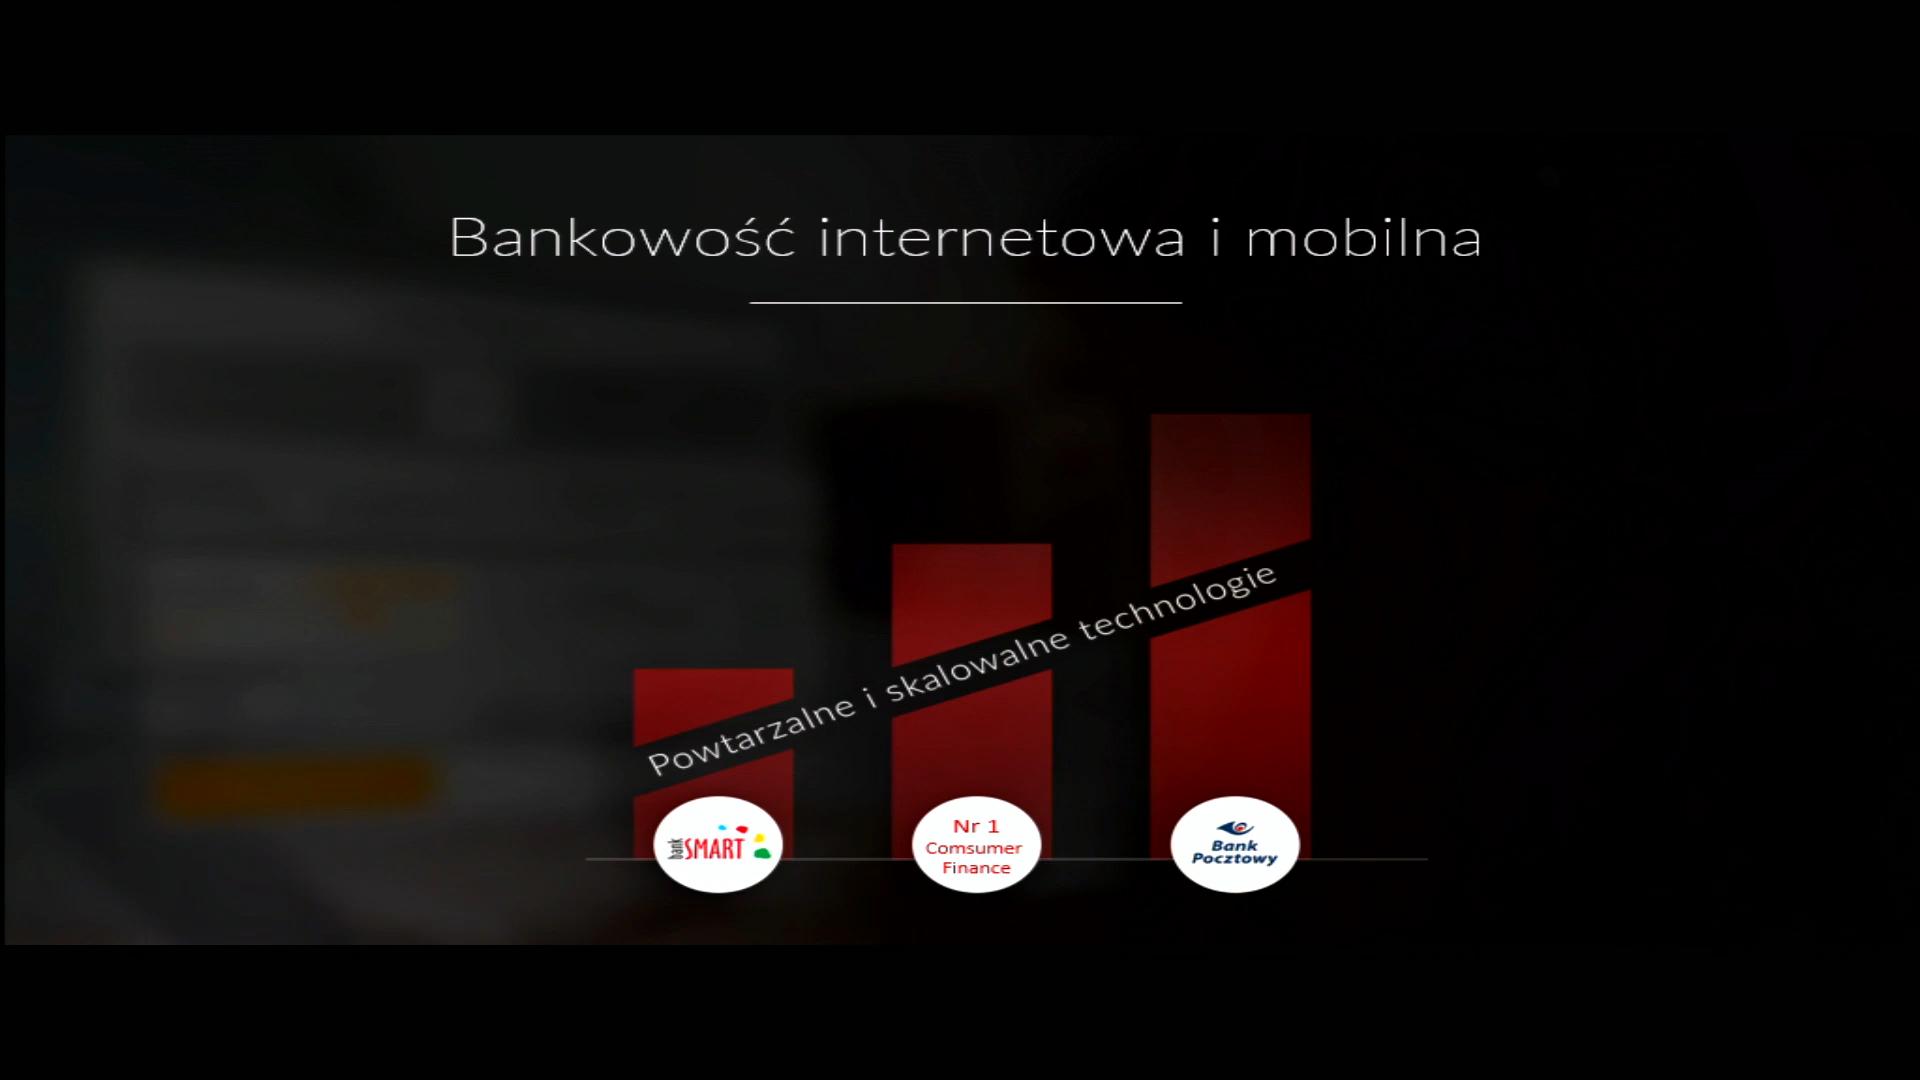 Bankowość internetowa i mobilna
Powtarzalne i skalowalne technologie
bank SMART
Nr 1
Comsumer
Finance
Bank
Pocztowy